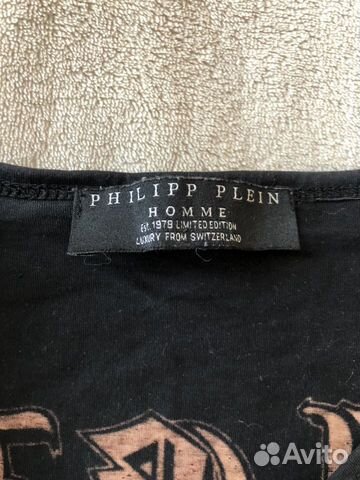 PHILIPP PLEIN
HOMME
EST. 1978 LIMITED EDITION
LUXURY FROM SWITZERLAND
Avito